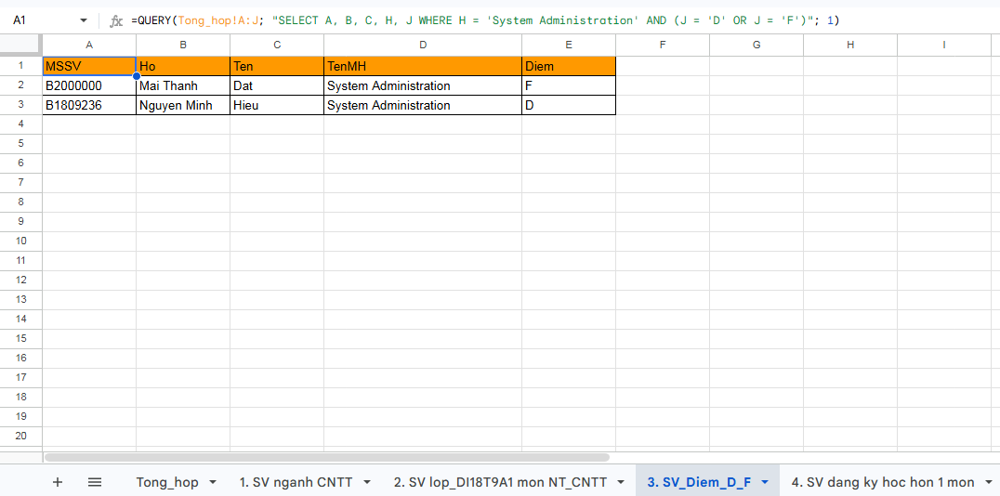 A1 fx =QUERY(Tong_hop!A:J; "SELECT A, B, C, H, J WHERE H = 'System Administration' AND (J = 'D' OR J = 'F')"; 1)
A B C D E F G H I
1 MSSV Ho Ten TenMH Diem
2 B2000000 Mai Thanh Dat System Administration F
3 B1809236 Nguyen Minh Hieu System Administration D
4
5
6
7
8
9
10
11
12
13
14
15
16
17
18
19
20
+ Tong_hop 1. SV nganh CNTT 2. SV lop_DI18T9A1 mon NT_CNTT 3. SV_Diem_D_F 4. SV dang ky hoc hon 1 mon